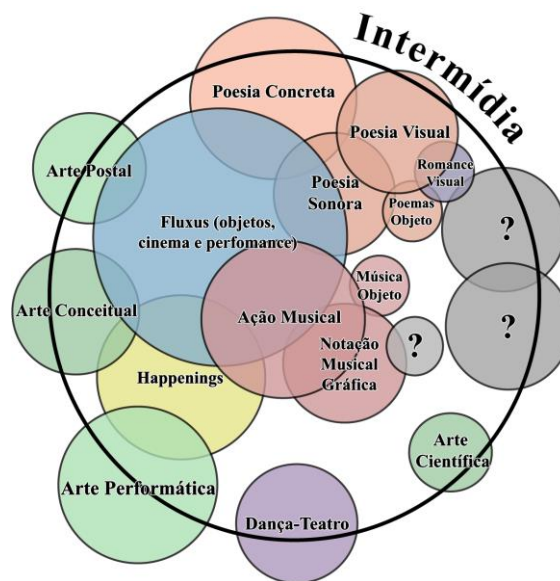 Intermídia
Poesia Concreta
Poesia Visual
Romance
Visual
Arte Postal
Poesia
Sonora
Poemas
Objeto
Fluxus (objetos,
cinema e perfomance)
?
Música
Objeto
Arte Conceitual
Ação Musical
?
Notação
Musical
Gráfica
?
Happenings
Arte
Científica
Arte Performática
Dança-Teatro